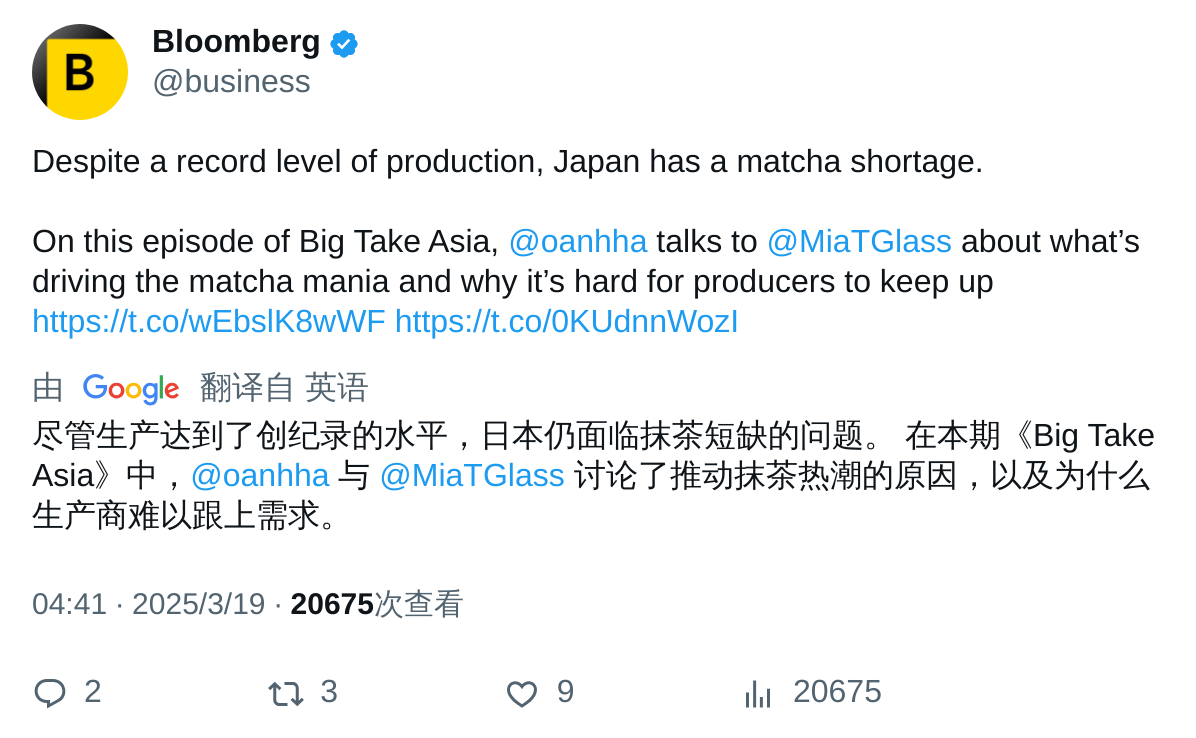 B
Bloomberg
@business
Despite a record level of production, Japan has a matcha shortage.
On this episode of Big Take Asia, @oanhha talks to @MiaTGlass about what’s
driving the matcha mania and why it’s hard for producers to keep up
https://t.co/wEbslK8wWF https://t.co/0KUdnnWozI
由 Google 翻译自 英语
尽管生产达到了创纪录的水平，日本仍面临抹茶短缺的问题。 在本期《Big Take
Asia》中，@oanhha 与 @MiaTGlass 讨论了推动抹茶热潮的原因，以及为什么
生产商难以跟上需求。
04:41 · 2025/3/19 · 20675次查看
2 3 9 20675